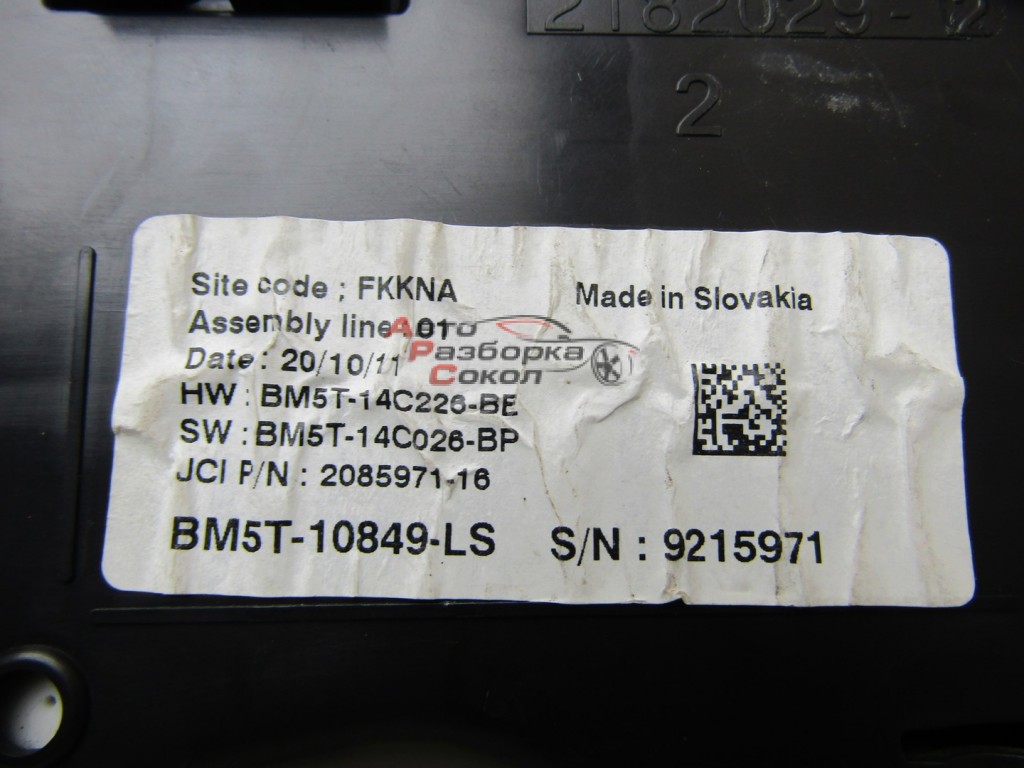 2182029-
2
Site code ; FKKNA
Made in Slovakia
Assembly line : 01
Авто
Разборка
Сокол
Date : 20/10/11
HW : BM5T-14C226-BE
SW : BM5T-14C026-BP
JCI P/N : 2085971-16
BM5T-10849-LS
S/N : 9215971